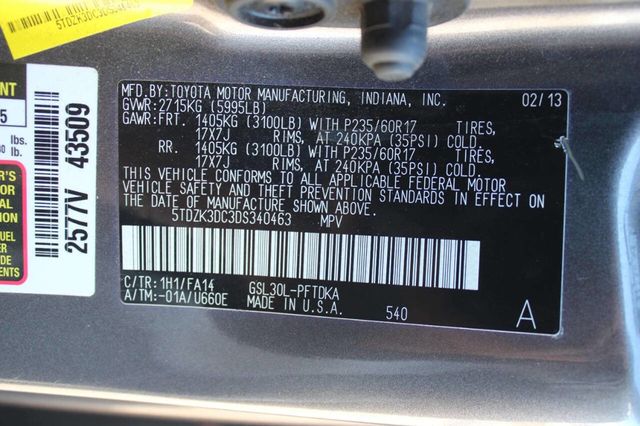 MFD.BY: TOYOTA MOTOR MANUFACTURING, INDIANA, INC. 02/13
GVWR: 2715KG (5995LB)
GAWR: FRT. 1405KG (3100LB) WITH P235/60R17 TIRES,
17X7J RIMS, AT 240KPA (35PSI) COLD.
RR. 1405KG (3100LB) WITH P235/60R17 TIRES,
17X7J RIMS, AT 240KPA (35PSI) COLD.
THIS VEHICLE CONFORMS TO ALL APPLICABLE FEDERAL MOTOR
VEHICLE SAFETY AND THEFT PREVENTION STANDARDS IN EFFECT ON
THE DATE OF MANUFACTURE SHOWN ABOVE.
5TDZK3DC3DS340463 MPV
C/TR: 1H1/FA14 GSL30L-PFTDKA
A/TM: -01A/U660E MADE IN U.S.A. 540 A
2577V 43509
lbs.
lbs.